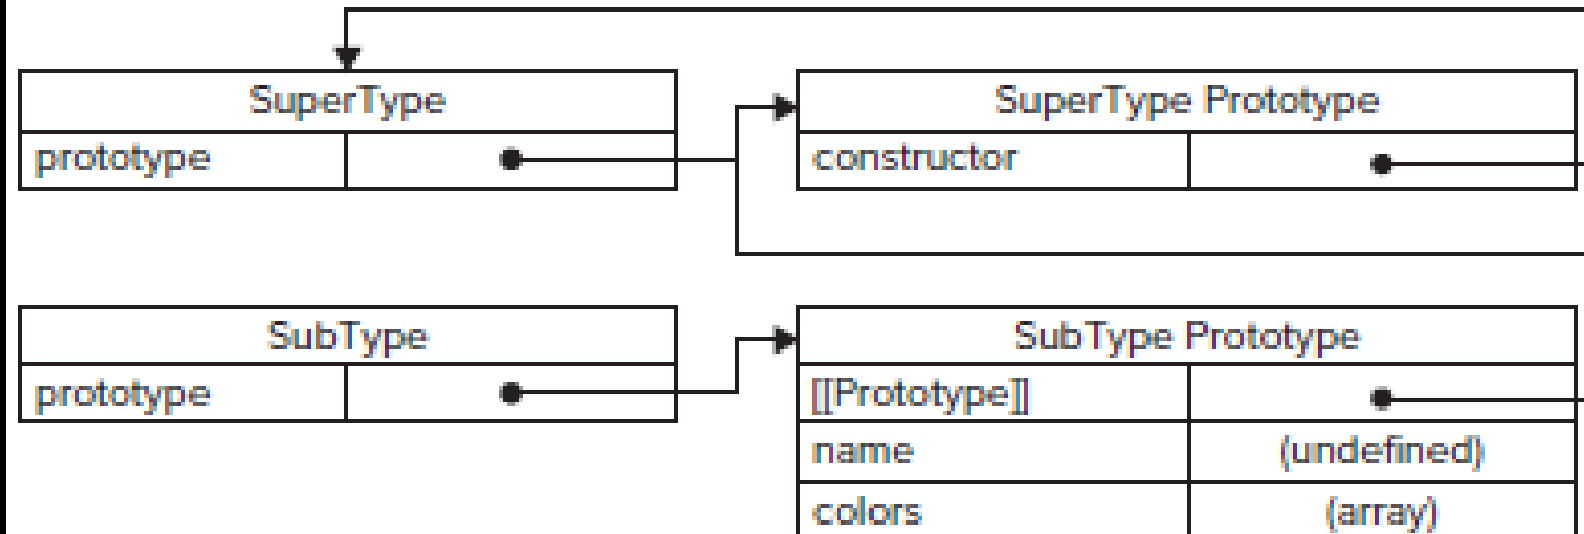 SuperType
prototype
SuperType Prototype
constructor
SubType
prototype
SubType Prototype
[[Prototype]]
name (undefined)
colors (array)